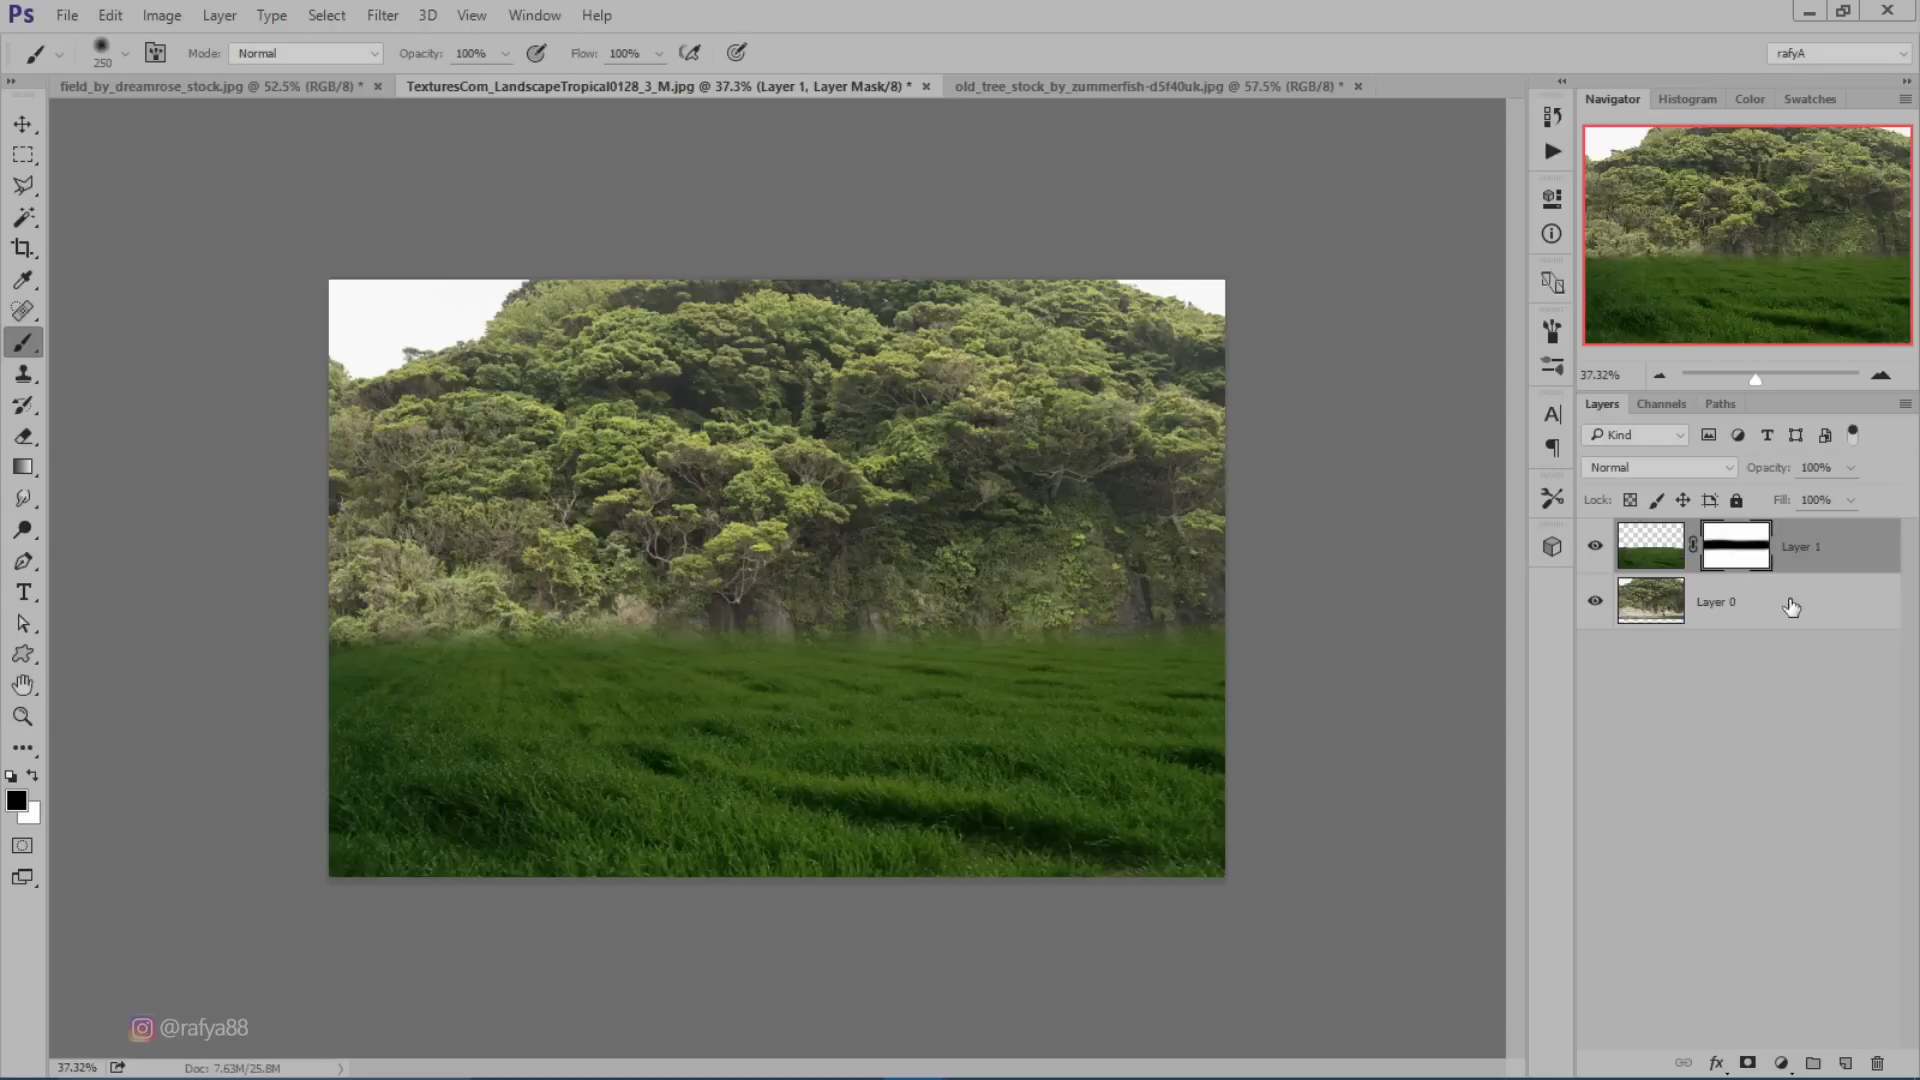 Ps File Edit Image Layer Type Select Filter 3D View Window Help
250 Mode: Normal Opacity: 100% Flow: 100% rafyA
field_by_dreamrose_stock.jpg @ 52.5% (RGB/8) * × TexturesCom_LandscapeTropical0128_3_M.jpg @ 37.3% (Layer 1, Layer Mask/8) * × old_tree_stock_by_zummerfish-d5f40uk.jpg @ 57.5% (RGB/8) * ×
Navigator Histogram Color Swatches
37.32%
Layers Channels Paths
Kind
Normal Opacity: 100%
Lock: Fill: 100%
Layer 1
Layer 0
@rafya88
37.32% Doc: 7.63M/25.8M
fx